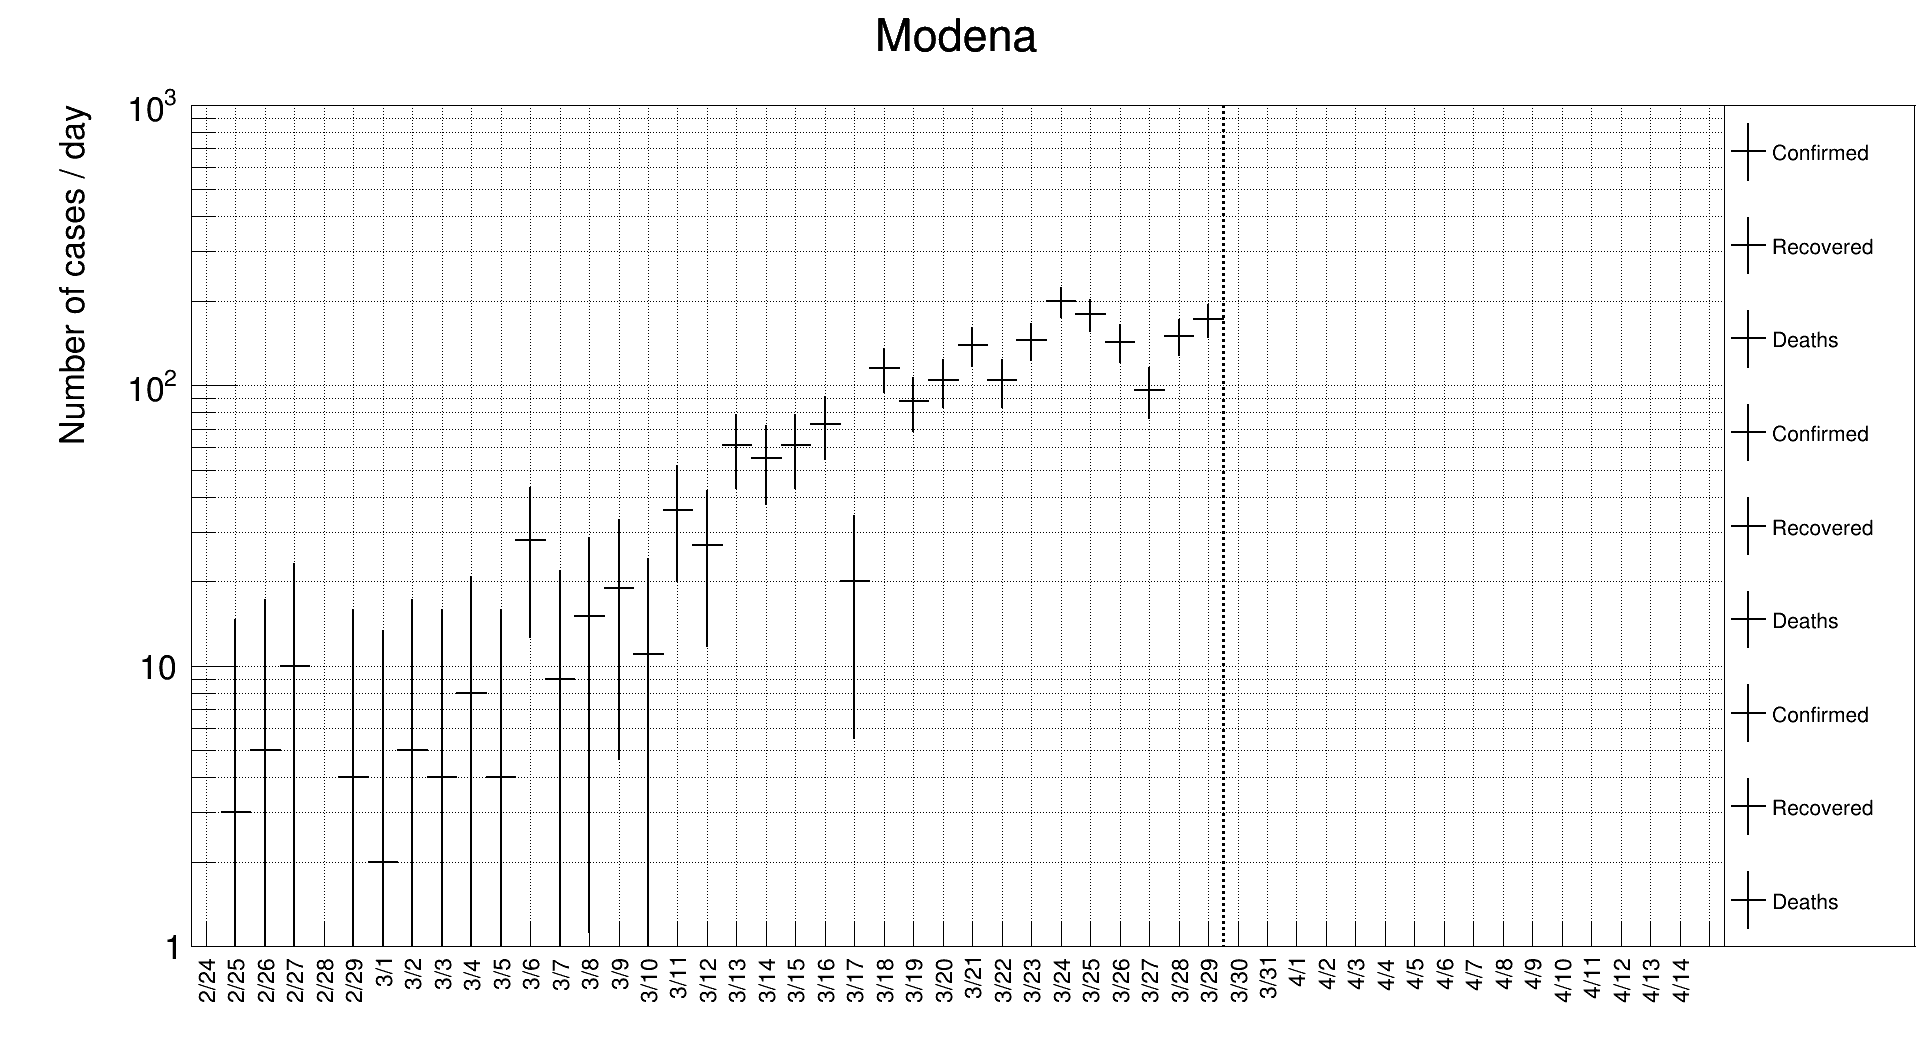 Modena
Number of cases / day
10³
10²
10
1
2/24 2/25 2/26 2/27 2/28 2/29 3/1 3/2 3/3 3/4 3/5 3/6 3/7 3/8 3/9 3/10 3/11 3/12 3/13 3/14 3/15 3/16 3/17 3/18 3/19 3/20 3/21 3/22 3/23 3/24 3/25 3/26 3/27 3/28 3/29 3/30 3/31 4/1 4/2 4/3 4/4 4/5 4/6 4/7 4/8 4/9 4/10 4/11 4/12 4/13 4/14
Confirmed
Recovered
Deaths
Confirmed
Recovered
Deaths
Confirmed
Recovered
Deaths